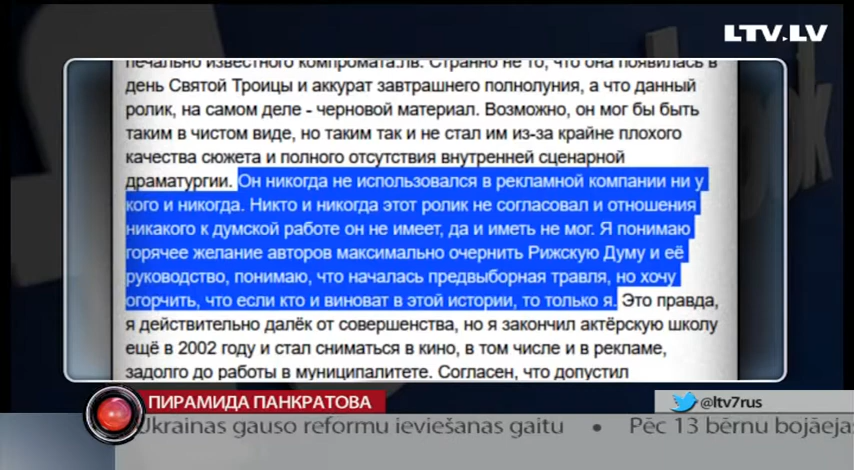 LTV.LV
печально известного компромата.лв. Странно не то, что она появилась в
день Святой Троицы и аккурат завтрашнего полнолуния, а что данный
ролик, на самом деле - черновой материал. Возможно, он мог бы быть
таким в чистом виде, но таким так и не стал им из-за крайне плохого
качества сюжета и полного отсутствия внутренней сценарной
драматургии. Он никогда не использовался в рекламной компании ни у
кого и никогда. Никто и никогда этот ролик не согласовал и отношения
никакого к думской работе он не имеет, да и иметь не мог. Я понимаю
горячее желание авторов максимально очернить Рижскую Думу и её
руководство, понимаю, что началась предвыборная травля, но хочу
огорчить, что если кто и виноват в этой истории, то только я. Это правда,
я действительно далёк от совершенства, но я закончил актёрскую школу
ещё в 2002 году и стал сниматься в кино, в том числе и в рекламе,
задолго до работы в муниципалитете. Согласен, что допустил
ПИРАМИДА ПАНКРАТОВА
@ltv7rus
Ukrainas gauso reformu ieviešanas gaitu • Pēc 13 bērnu bojāejas